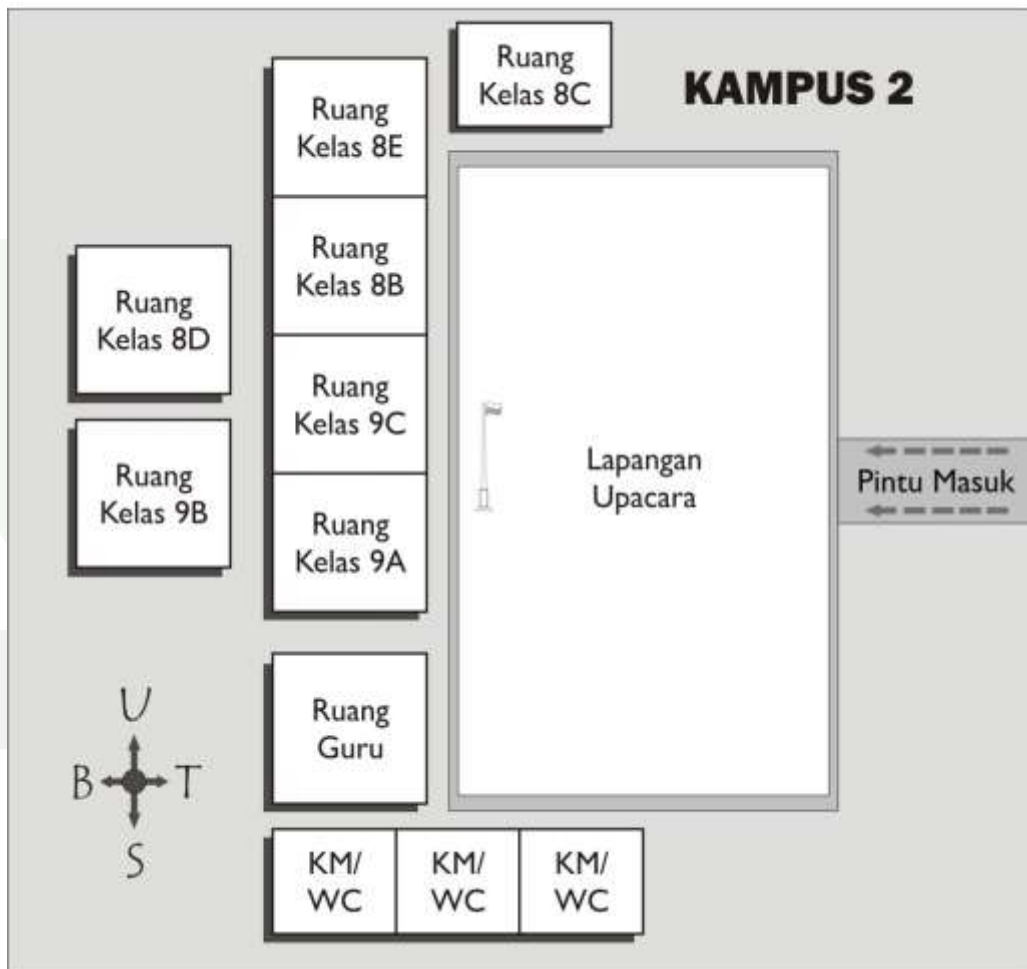 Ruang
Kelas 8C
KAMPUS 2
Ruang
Kelas 8E
Ruang
Kelas 8B
Ruang
Kelas 8D
Ruang
Kelas 9C
Ruang
Kelas 9B
Ruang
Kelas 9A
Lapangan
Upacara
Pintu Masuk
Ruang
Guru
U
B T
S
KM/
WC
KM/
WC
KM/
WC